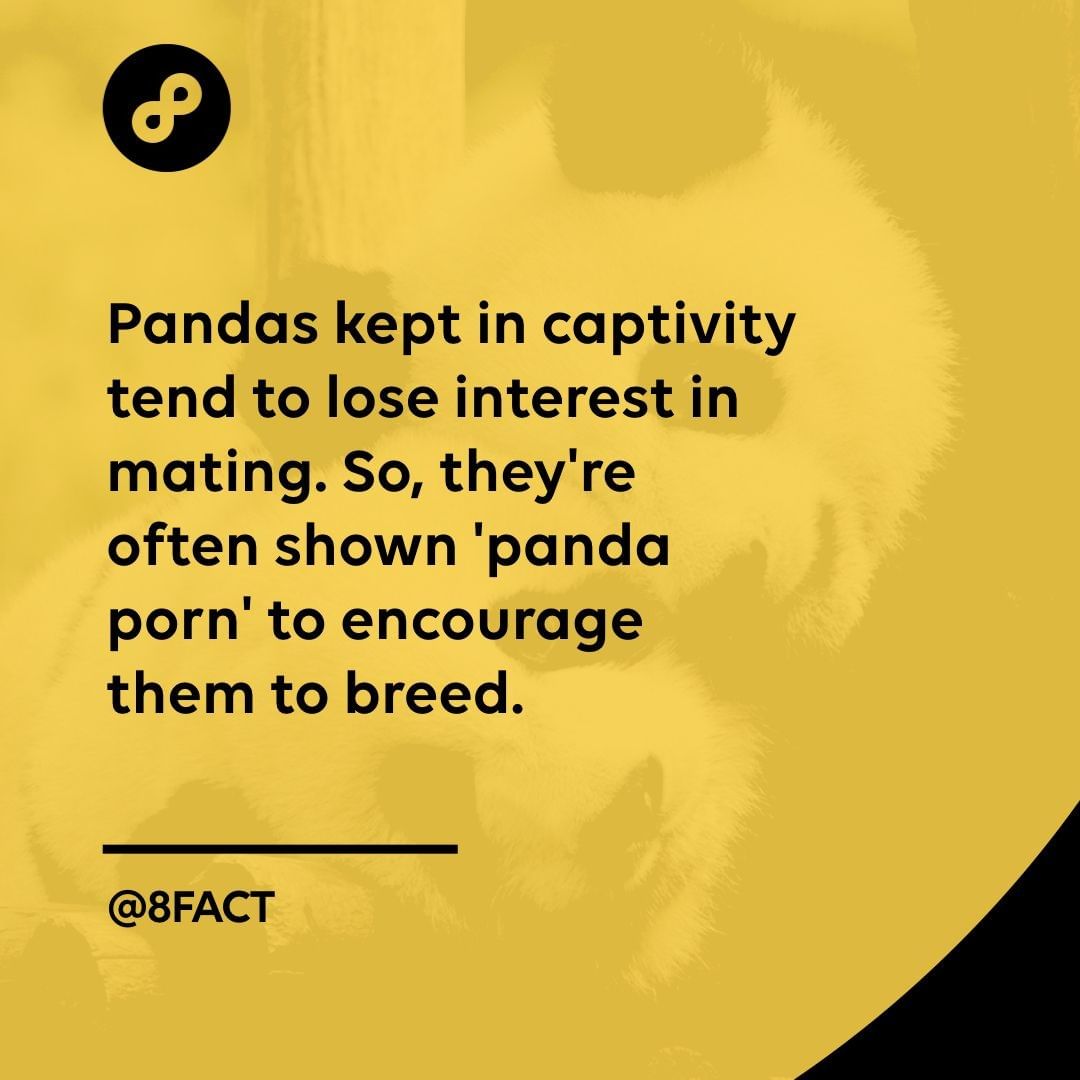 Pandas kept in captivity
tend to lose interest in
mating. So, they're
often shown 'panda
porn' to encourage
them to breed.
@8FACT